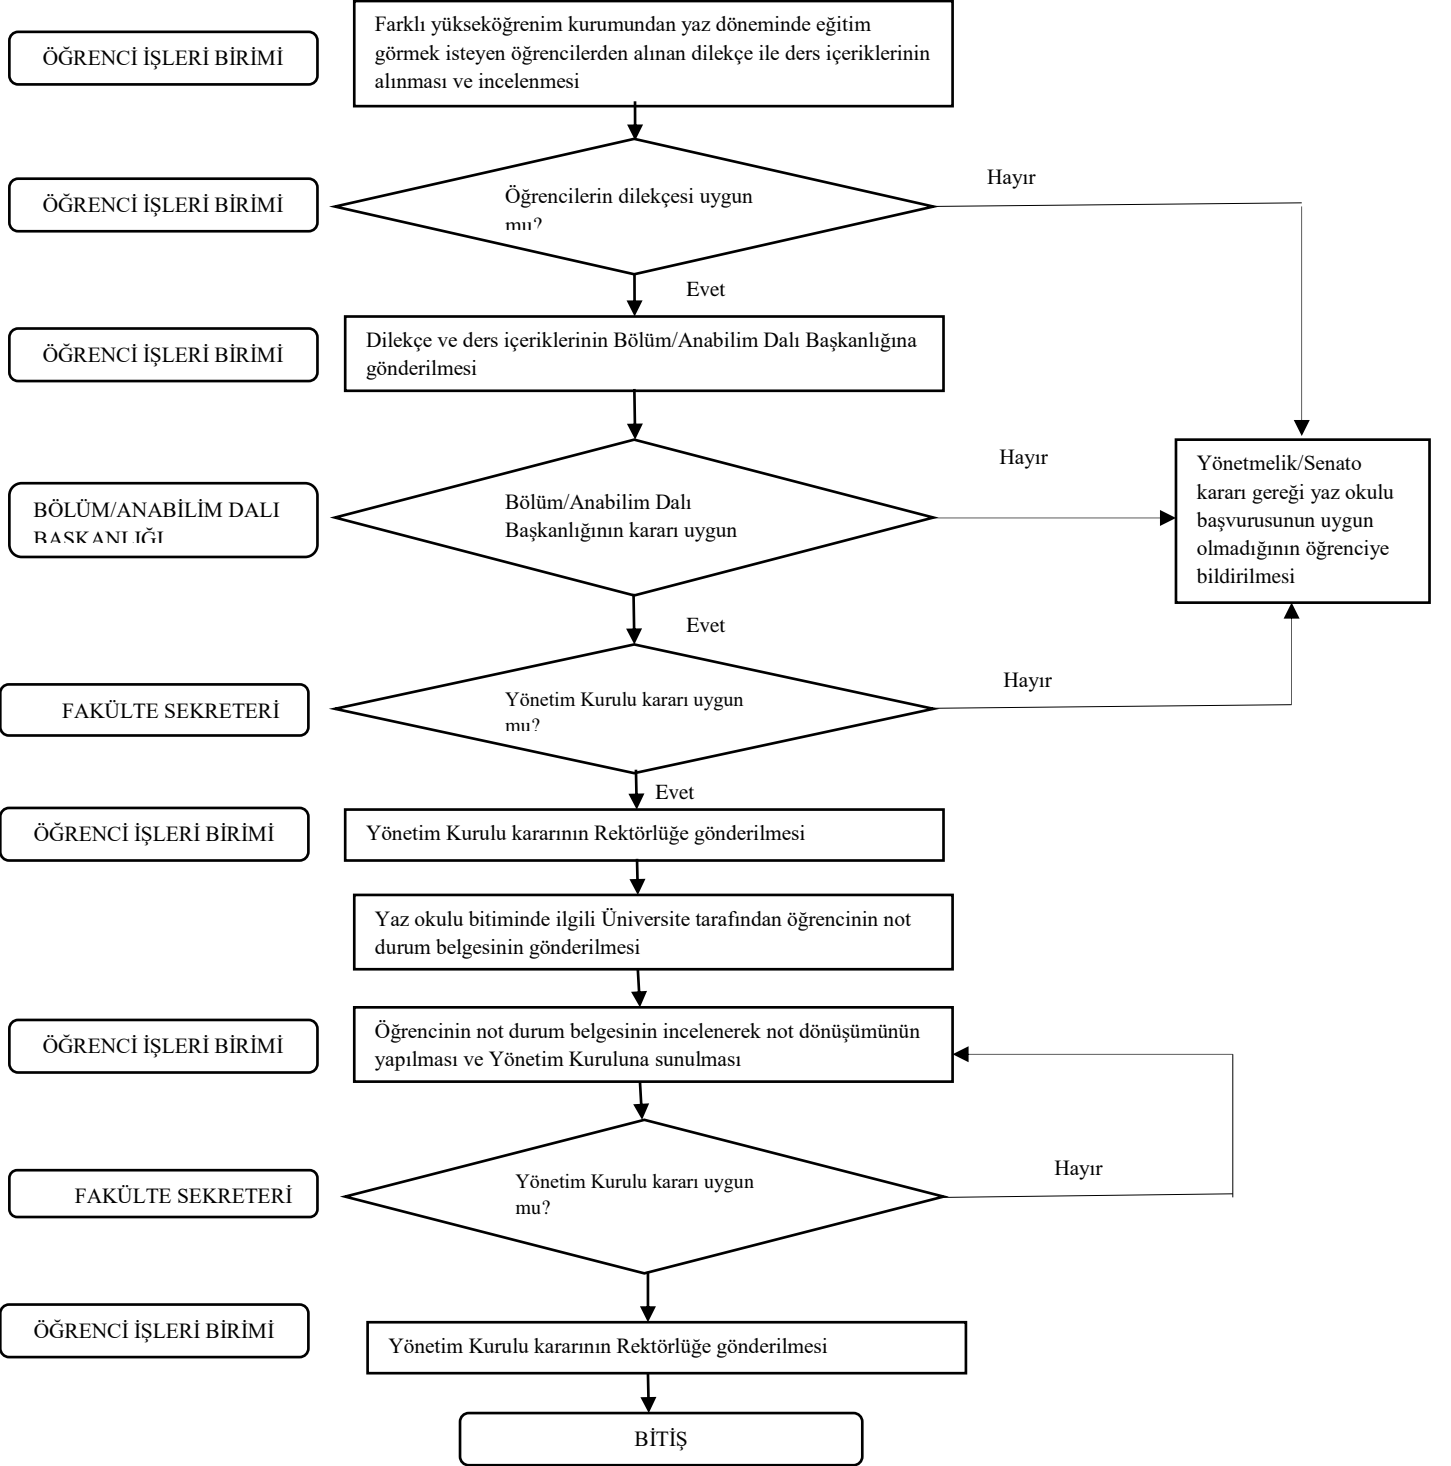 ÖĞRENCİ İŞLERİ BİRİMİ
Farklı yükseköğrenim kurumundan yaz döneminde eğitim
görmek isteyen öğrencilerden alınan dilekçe ile ders içeriklerinin
alınması ve incelenmesi
ÖĞRENCİ İŞLERİ BİRİMİ
Öğrencilerin dilekçesi uygun
mu?
Hayır
Evet
ÖĞRENCİ İŞLERİ BİRİMİ
Dilekçe ve ders içeriklerinin Bölüm/Anabilim Dalı Başkanlığına
gönderilmesi
BÖLÜM/ANABİLİM DALI
BAŞKANLIĞI
Bölüm/Anabilim Dalı
Başkanlığının kararı uygun
Hayır
Yönetmelik/Senato
kararı gereği yaz okulu
başvurusunun uygun
olmadığının öğrenciye
bildirilmesi
Evet
FAKÜLTE SEKRETERİ
Yönetim Kurulu kararı uygun
mu?
Hayır
Evet
ÖĞRENCİ İŞLERİ BİRİMİ
Yönetim Kurulu kararının Rektörlüğe gönderilmesi
Yaz okulu bitiminde ilgili Üniversite tarafından öğrencinin not
durum belgesinin gönderilmesi
ÖĞRENCİ İŞLERİ BİRİMİ
Öğrencinin not durum belgesinin incelenerek not dönüşümünün
yapılması ve Yönetim Kuruluna sunulması
FAKÜLTE SEKRETERİ
Yönetim Kurulu kararı uygun
mu?
Hayır
ÖĞRENCİ İŞLERİ BİRİMİ
Yönetim Kurulu kararının Rektörlüğe gönderilmesi
BİTİŞ